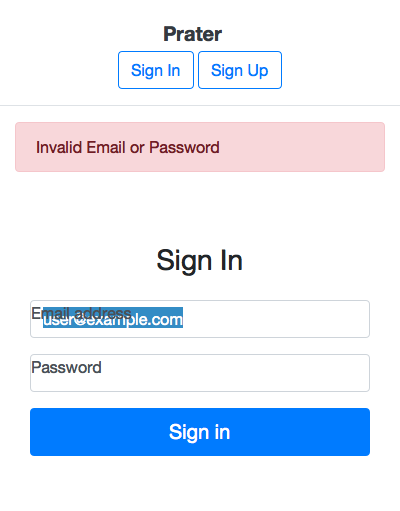 Prater
Sign In Sign Up
Invalid Email or Password
Sign In
Email address
user@example.com
Password
Sign in